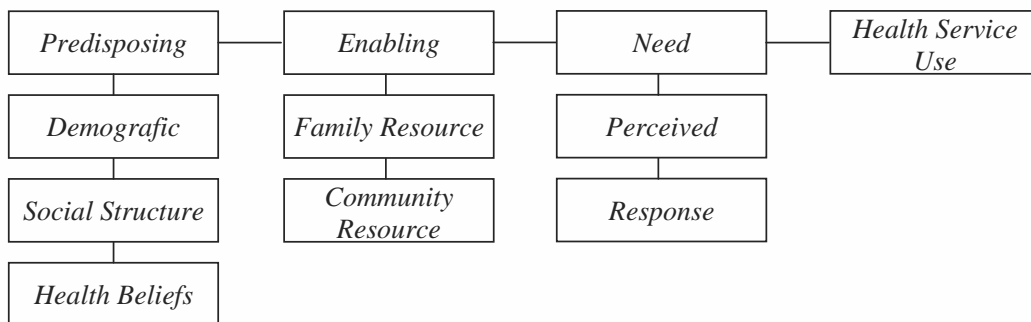 Predisposing
Enabling
Need
Health Service
Use
Demografic
Family Resource
Perceived
Social Structure
Community
Resource
Response
Health Beliefs